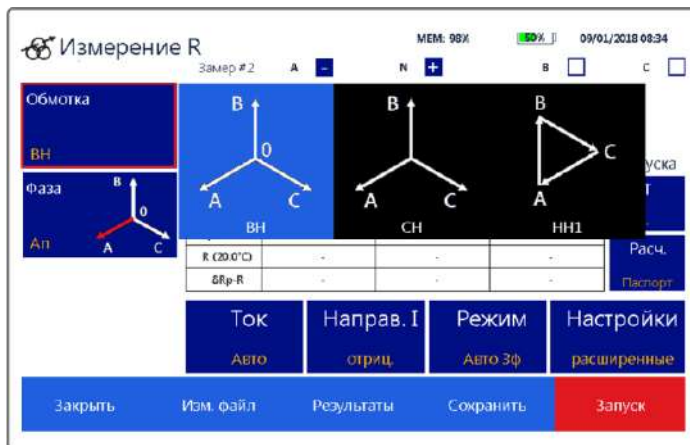 Измерение R
MEM: 98%
50%
09/01/2018 08:34
Замер #2 A - N + B C
Обмотка
ВН
B 0 A C
ВН
B A C
СН
B C A
НН1
Фаза
Ап
B 0 A C
уска
Т
R (20.0°C) - - -
δRp-R - - -
Расч.
Паспорт
Ток
Авто
Направ. I
отриц.
Режим
Авто 3ф
Настройки
расширенные
Закрыть
Изм. файл
Результаты
Сохранить
Запуск